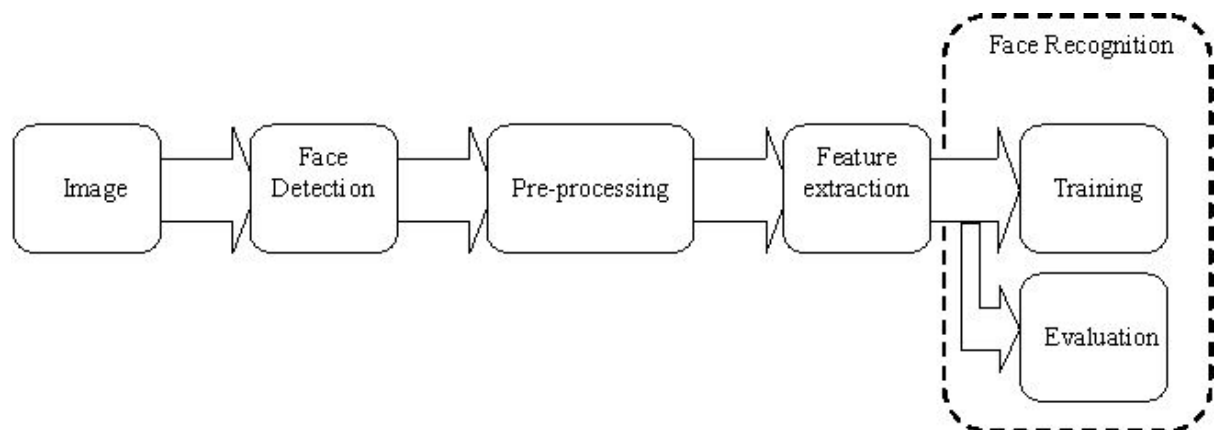 Face Recognition
Image
Face
Detection
Pre-processing
Feature
extraction
Training
Evaluation